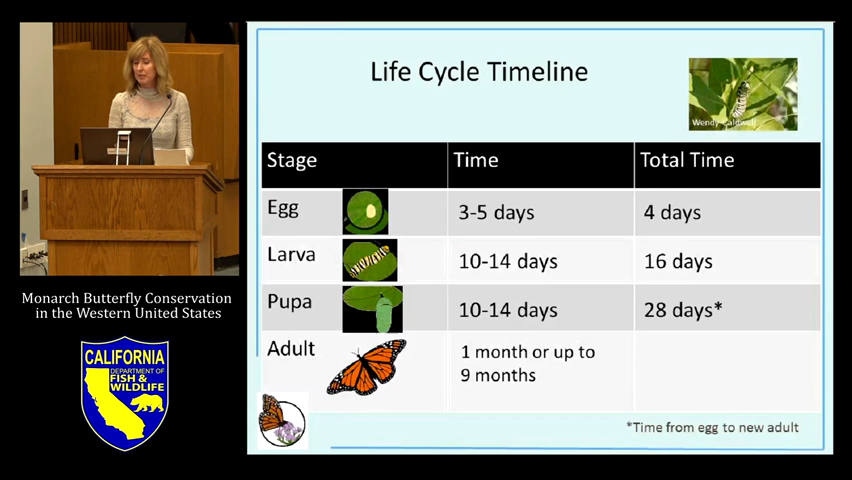 Life Cycle Timeline
Wendy Caldwell
Stage Time Total Time
Egg 3-5 days 4 days
Larva 10-14 days 16 days
Pupa 10-14 days 28 days*
Adult 1 month or up to
9 months
*Time from egg to new adult
Monarch Butterfly Conservation
in the Western United States
CALIFORNIA
DEPARTMENT OF
FISH &
WILDLIFE